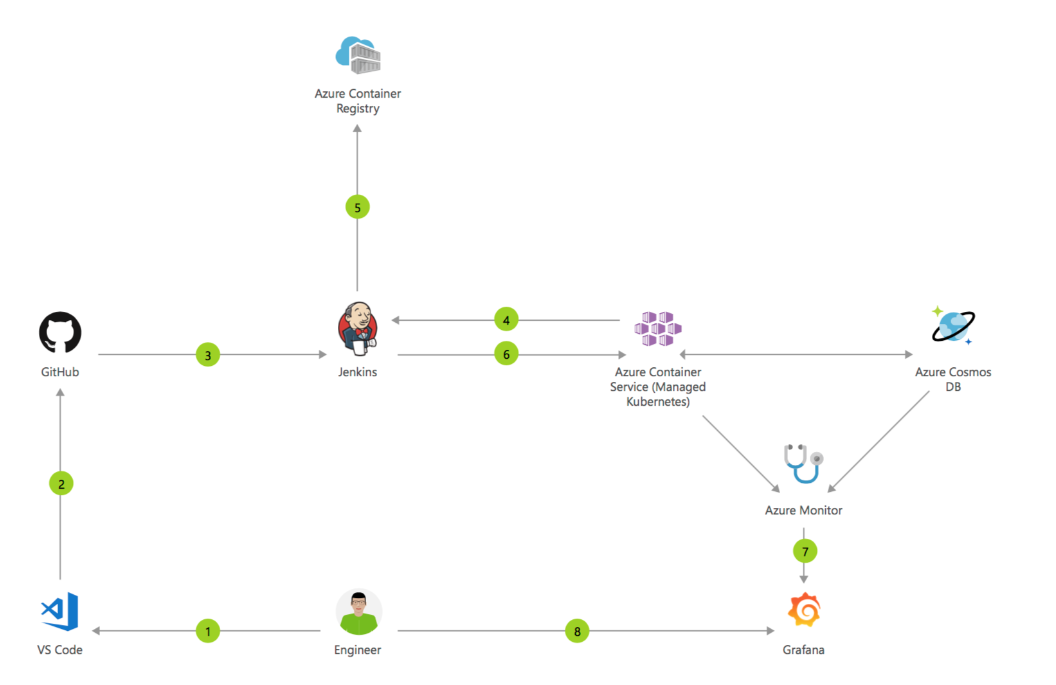 Azure Container
Registry
5
GitHub
3
Jenkins
4
6
Azure Container
Service (Managed
Kubernetes)
Azure Cosmos
DB
2
Azure Monitor
7
VS Code
1
Engineer
8
Grafana